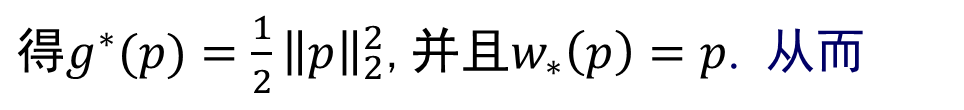 得g*(p) = 1/2 ‖p‖₂², 并且w∗(p) = p. 从而